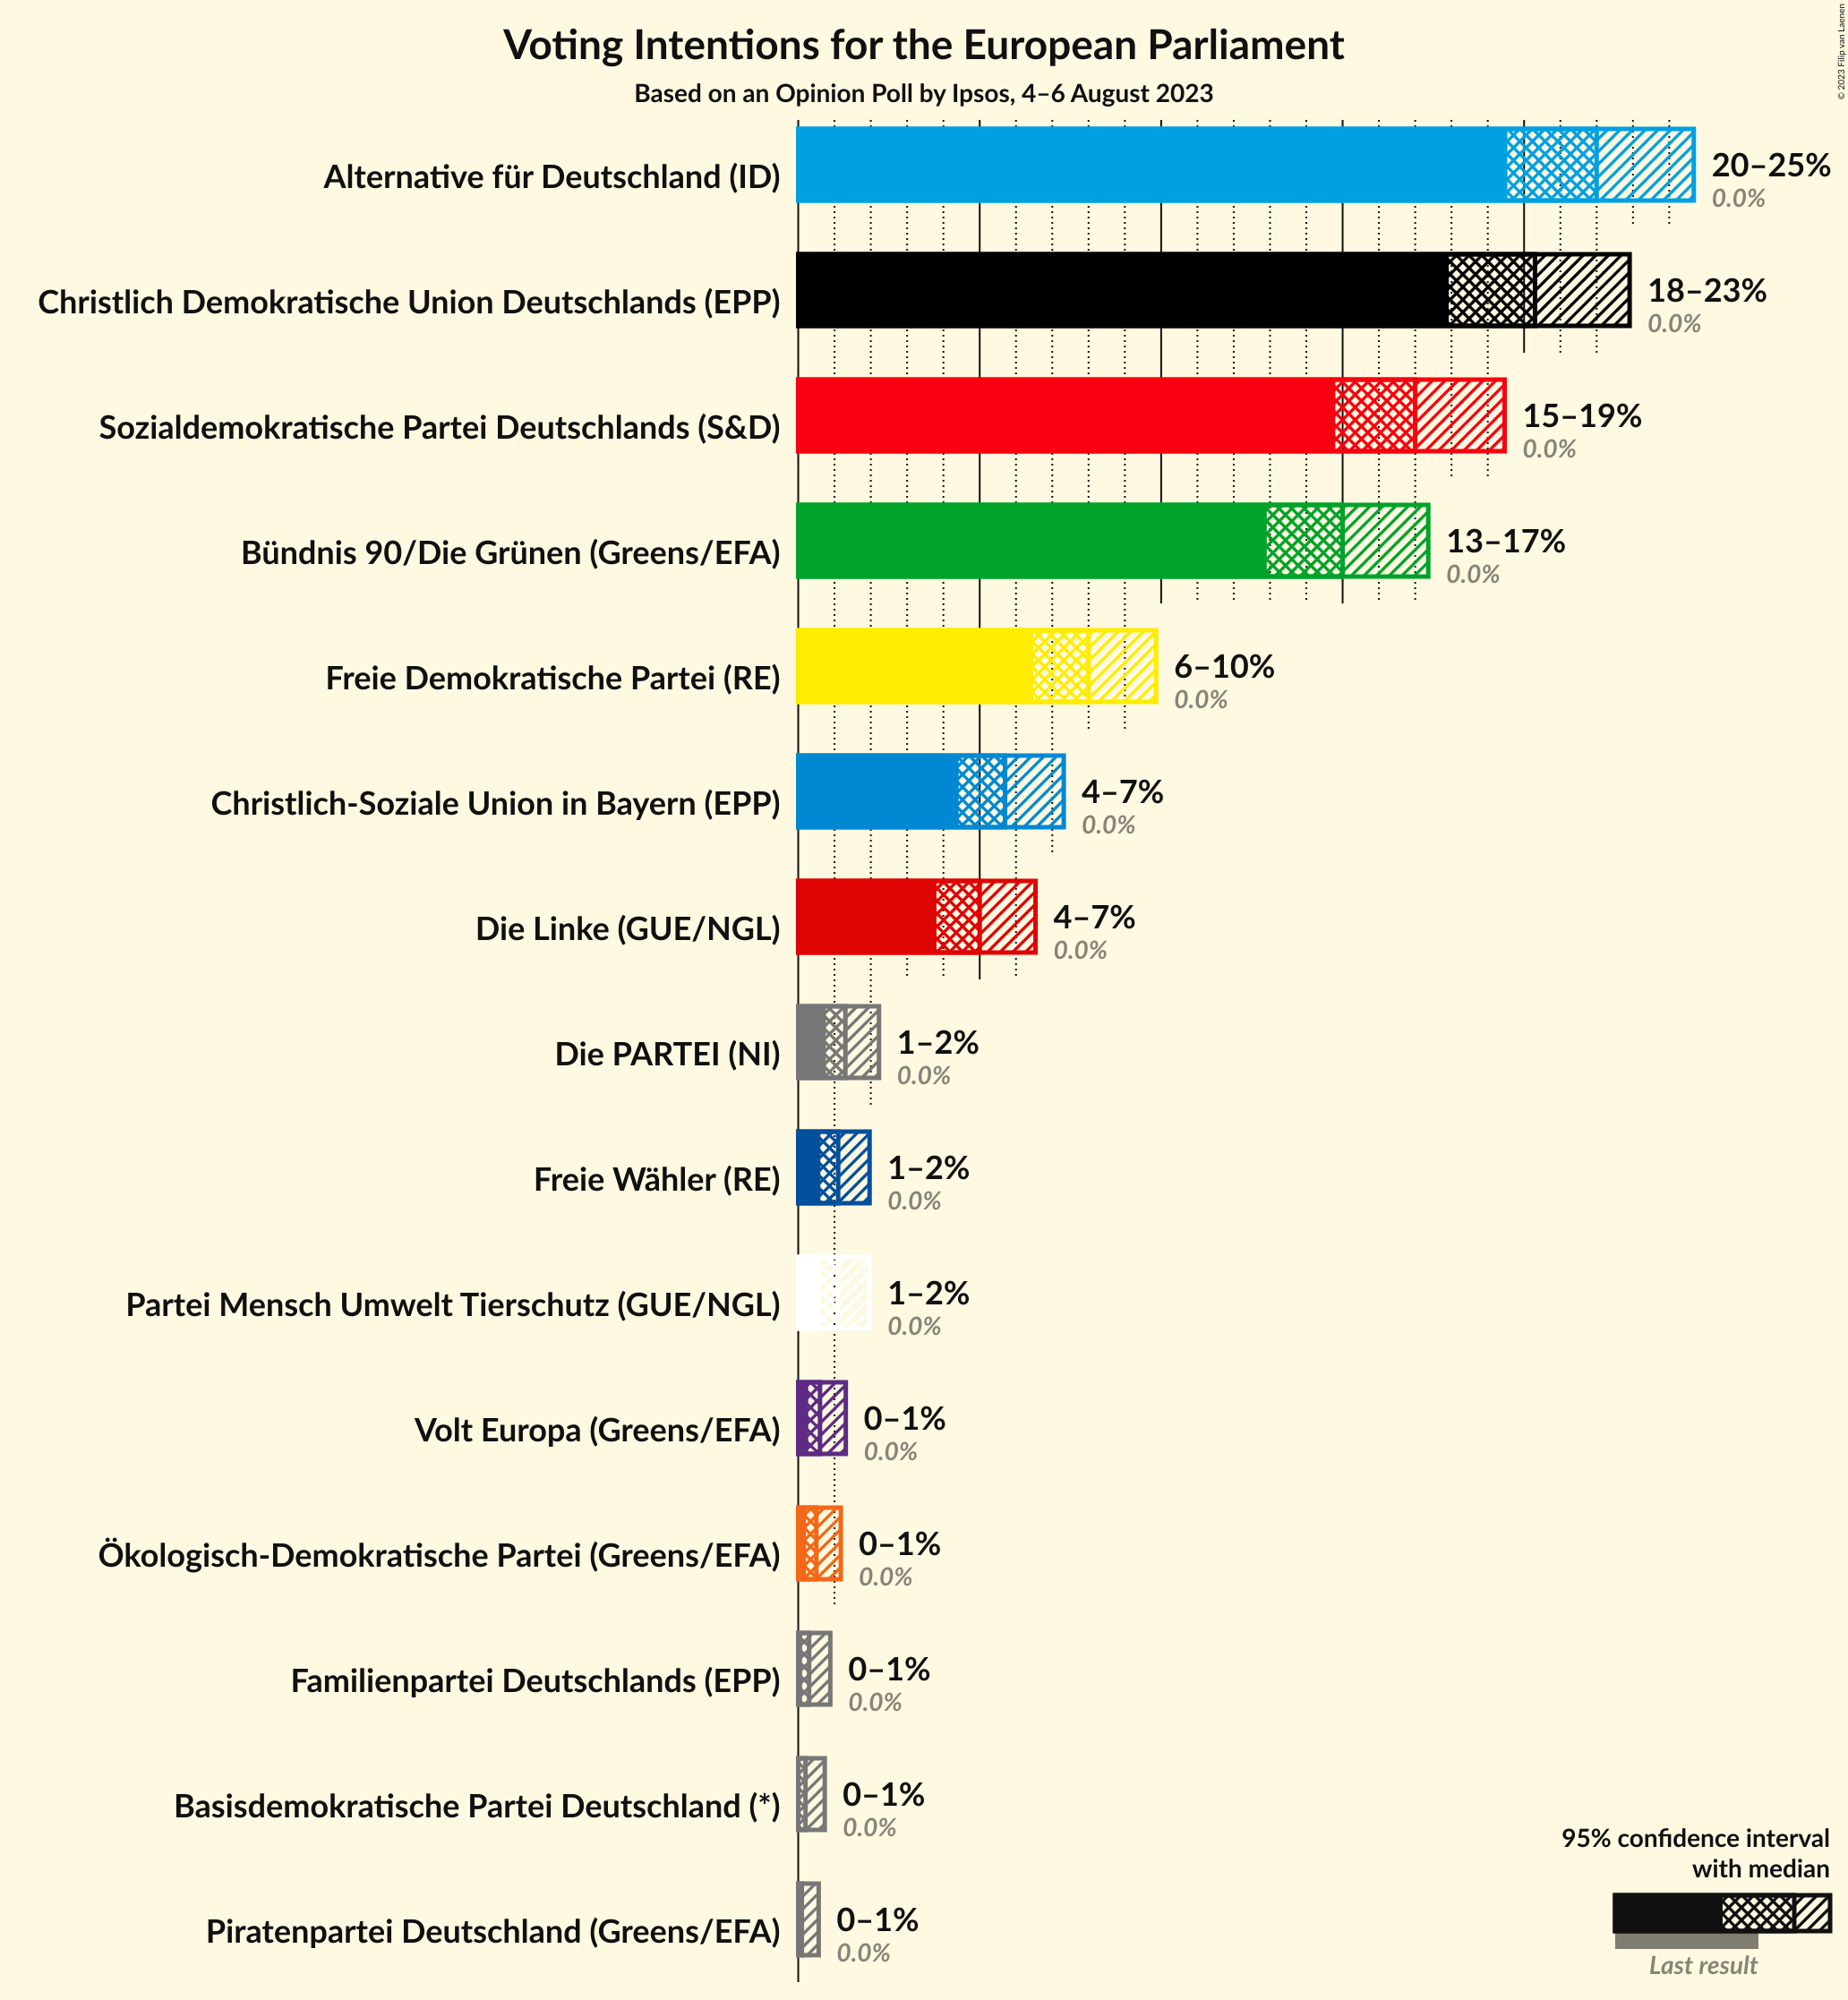 © 2023 Filip van Laenen
Voting Intentions for the European Parliament
Based on an Opinion Poll by Ipsos, 4–6 August 2023
Alternative für Deutschland (ID)
20–25%
0.0%
Christlich Demokratische Union Deutschlands (EPP)
18–23%
0.0%
Sozialdemokratische Partei Deutschlands (S&D)
15–19%
0.0%
Bündnis 90/Die Grünen (Greens/EFA)
13–17%
0.0%
Freie Demokratische Partei (RE)
6–10%
0.0%
Christlich-Soziale Union in Bayern (EPP)
4–7%
0.0%
Die Linke (GUE/NGL)
4–7%
0.0%
Die PARTEI (NI)
1–2%
0.0%
Freie Wähler (RE)
1–2%
0.0%
Partei Mensch Umwelt Tierschutz (GUE/NGL)
1–2%
0.0%
Volt Europa (Greens/EFA)
0–1%
0.0%
Ökologisch-Demokratische Partei (Greens/EFA)
0–1%
0.0%
Familienpartei Deutschlands (EPP)
0–1%
0.0%
Basisdemokratische Partei Deutschland (*)
0–1%
0.0%
Piratenpartei Deutschland (Greens/EFA)
0–1%
0.0%
95% confidence interval
with median
Last result